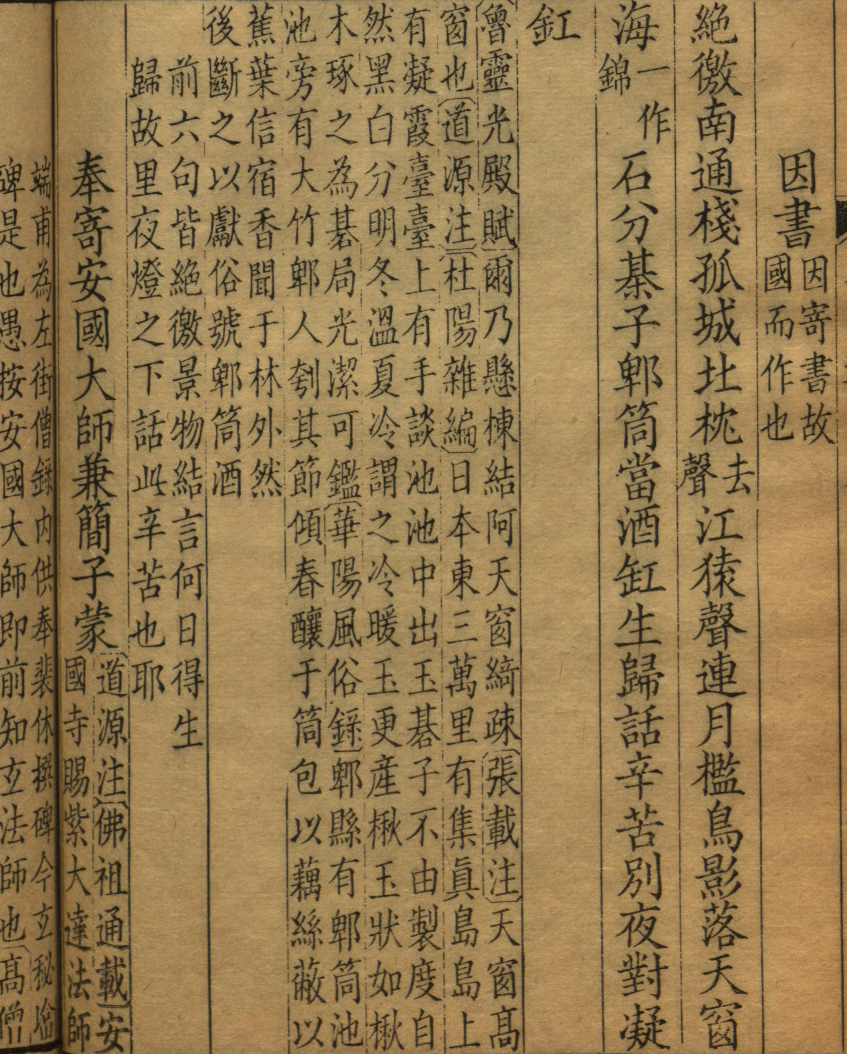 因書因寄書故
國而作也
絶徼南通棧孤城北枕去
聲江猿聲連月檻鳥影落天窗
海一作
錦石分棊子郫筒當酒缸生歸話辛苦別夜對凝
釭
魯靈光殿賦爾乃懸棟結阿天窗綺疎張載注天窗髙
窗也道源注杜陽雜編日本東三萬里有集眞島島上
有凝霞臺臺上有手談池池中出玉碁子不由製度自
然黑白分明冬溫夏冷謂之冷暖玉更產楸玉狀如楸
木琢之為碁局光潔可鑑華陽風俗錄郫縣有郫筒池
池旁有大竹郫人刳其節傾春釀于筒包以藕絲蔽以
蕉葉信宿香聞于林外然
後斷之以獻俗號郫筒酒
前六句皆絶徼景物結言何日得生
歸故里夜燈之下話此辛苦也耶
奉寄安國大師兼簡子蒙道源注佛祖通載安
國寺賜紫大達法師
端甫為左街僧錄内供奉裴休撰碑今玄秘塔
碑是也愚按安國大師即前知玄法師也髙僧